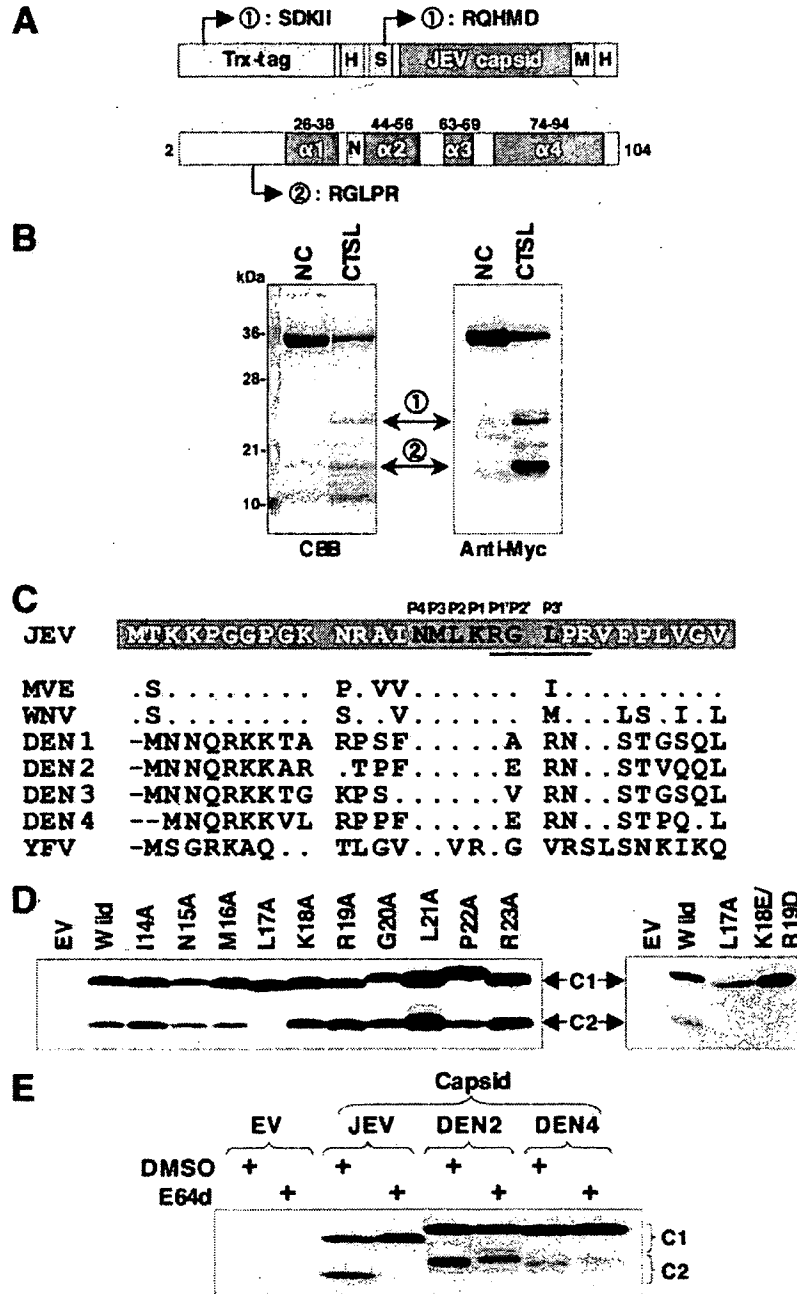 A
① : SDKII
① : RQHMD
Trx-tag H S JEV capsid M H
26-38 44-56 63-69 74-94
2 α1 N α2 α3 α4 104
② : RGLPR
B
NC CTSL NC CTSL
kDa
36-
28-
21-
10-
①
②
CBB Anti-Myc
C
P4 P3 P2 P1 P1' P2' P3'
JEV MTKKPGGPGK NRAINMLKRG LPRVFPLVGV
MVE .S........ P.VV...... I.........
WNV .S........ S..V...... M...LS.I.L
DEN1 -MNNQRKKTA RPSF.....A RN..STGSQL
DEN2 -MNNQRKKAR .TPF.....E RN..STVQQL
DEN3 -MNNQRKKTG KPS......V RN..STGSQL
DEN4 --MNQRKKVL RPPF.....E RN..STPQ.L
YFV -MSGRKAQ.. TLGV..VR.G VRSLSNKIKQ
D
EV Wild I14A N15A M16A L17A K18A R19A G20A L21A P22A R23A
EV Wild L17A K18E/R19D
C1
C2
E
Capsid
EV JEV DEN2 DEN4
DMSO + + + +
E64d + + + +
C1
C2